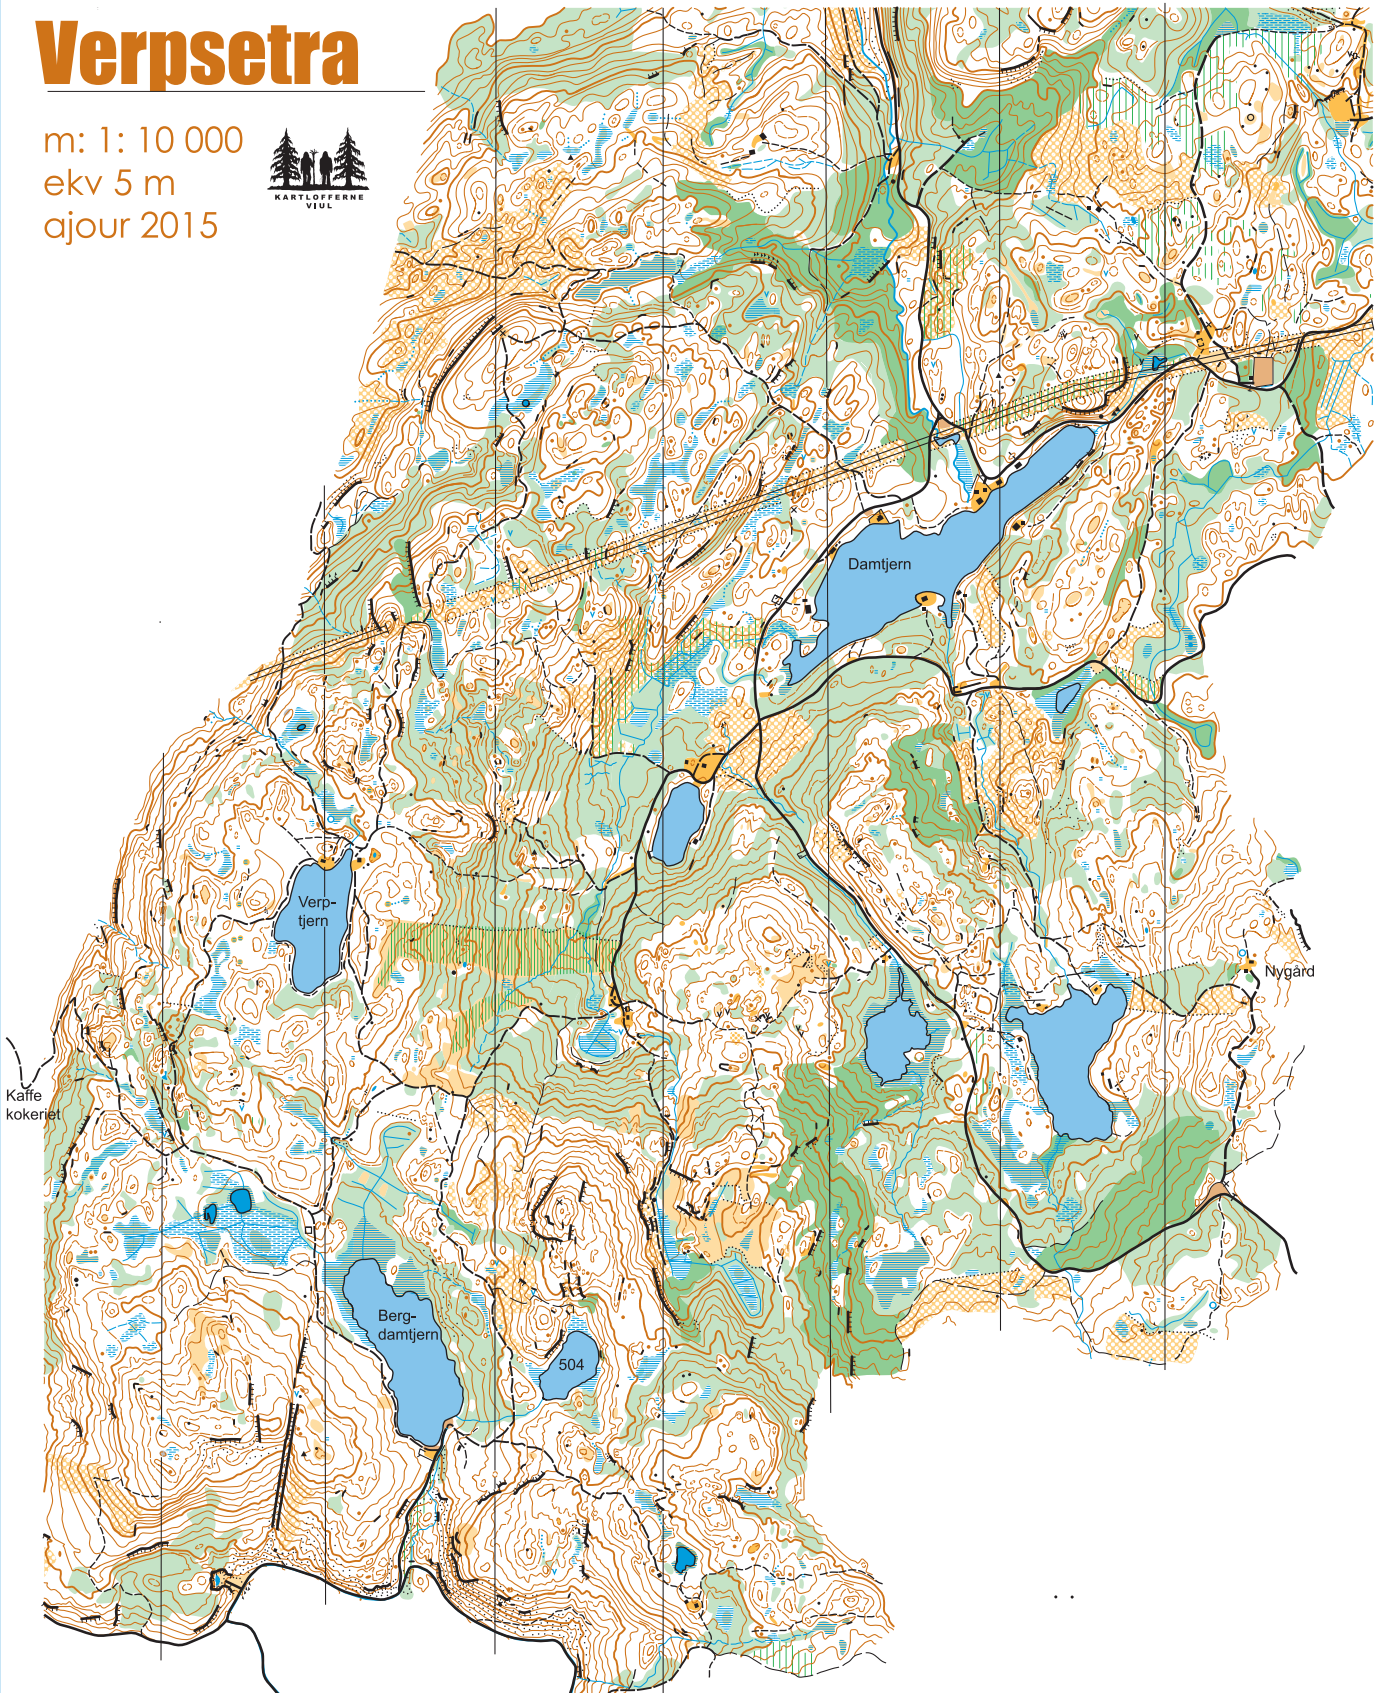 Verpsetra
m: 1: 10 000
ekv 5 m
ajour 2015
KARTLOFFERNE
VIUL
Damtjern
Verp-
tjern
Nygård
Kaffe
kokeriet
Berg-
damtjern
504